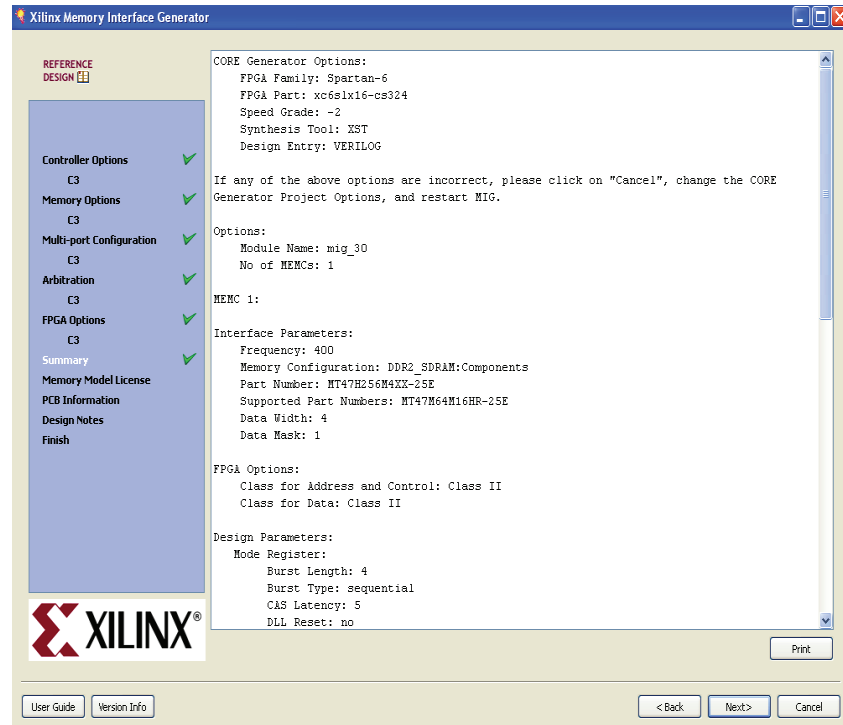 Xilinx Memory Interface Generator
REFERENCE
DESIGN
Controller Options
C3
Memory Options
C3
Multi-port Configuration
C3
Arbitration
C3
FPGA Options
C3
Summary
Memory Model License
PCB Information
Design Notes
Finish
XILINX®
CORE Generator Options:
FPGA Family: Spartan-6
FPGA Part: xc6slx16-cs324
Speed Grade: -2
Synthesis Tool: XST
Design Entry: VERILOG
If any of the above options are incorrect, please click on "Cancel", change the CORE
Generator Project Options, and restart MIG.
Options:
Module Name: mig_30
No of MEMCs: 1
MEMC 1:
Interface Parameters:
Frequency: 400
Memory Configuration: DDR2_SDRAM:Components
Part Number: MT47H256M4XX-25E
Supported Part Numbers: MT47M64M16HR-25E
Data Width: 4
Data Mask: 1
FPGA Options:
Class for Address and Control: Class II
Class for Data: Class II
Design Parameters:
Mode Register:
Burst Length: 4
Burst Type: sequential
CAS Latency: 5
DLL Reset: no
Print
User Guide
Version Info
< Back
Next>
Cancel